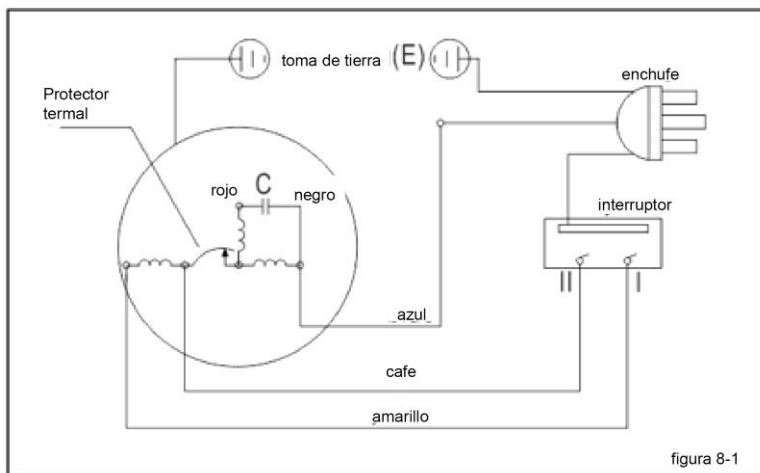 toma de tierra (E)
enchufe
Protector
termal
rojo C negro
interruptor
II I
azul
cafe
amarillo
figura 8-1